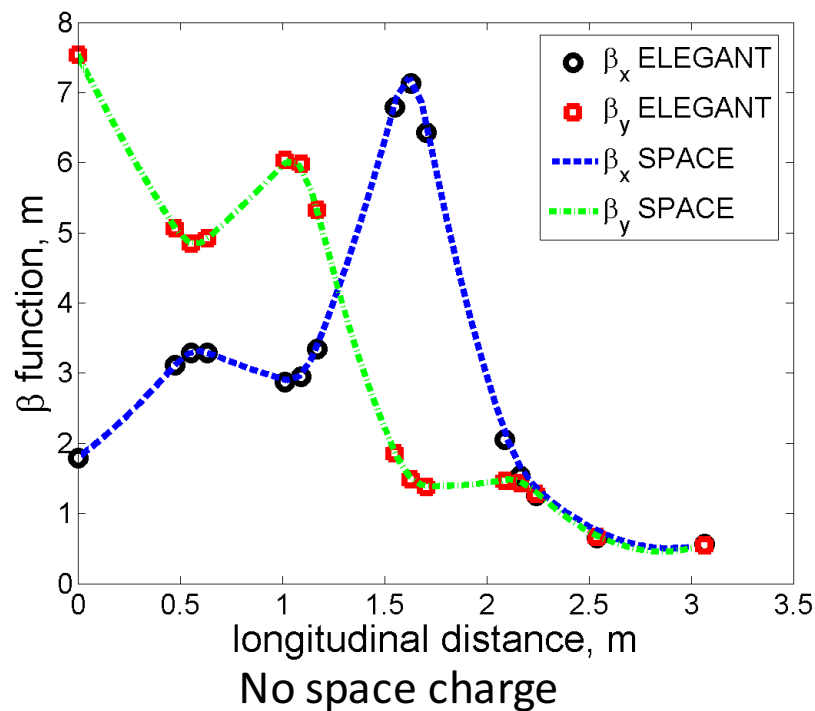 8
7
6
5
4
3
2
1
0
β function, m
βx ELEGANT
βy ELEGANT
βx SPACE
βy SPACE
0 0.5 1 1.5 2 2.5 3 3.5
longitudinal distance, m
No space charge